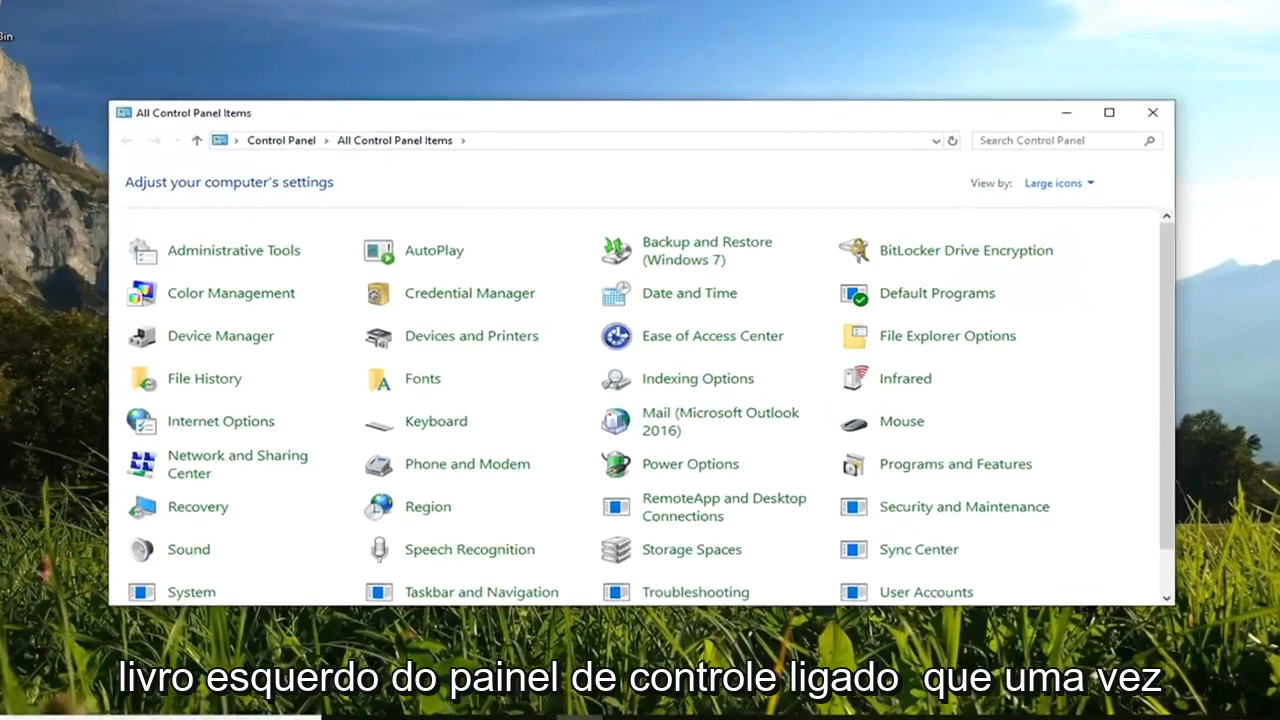 Bin
All Control Panel Items
Control Panel › All Control Panel Items ›
Search Control Panel
Adjust your computer's settings
View by: Large icons
Administrative Tools
AutoPlay
Backup and Restore
(Windows 7)
BitLocker Drive Encryption
Color Management
Credential Manager
Date and Time
Default Programs
Device Manager
Devices and Printers
Ease of Access Center
File Explorer Options
File History
Fonts
Indexing Options
Infrared
Internet Options
Keyboard
Mail (Microsoft Outlook
2016)
Mouse
Network and Sharing
Center
Phone and Modem
Power Options
Programs and Features
Recovery
Region
RemoteApp and Desktop
Connections
Security and Maintenance
Sound
Speech Recognition
Storage Spaces
Sync Center
System
Taskbar and Navigation
Troubleshooting
User Accounts
livro esquerdo do painel de controle ligado que uma vez